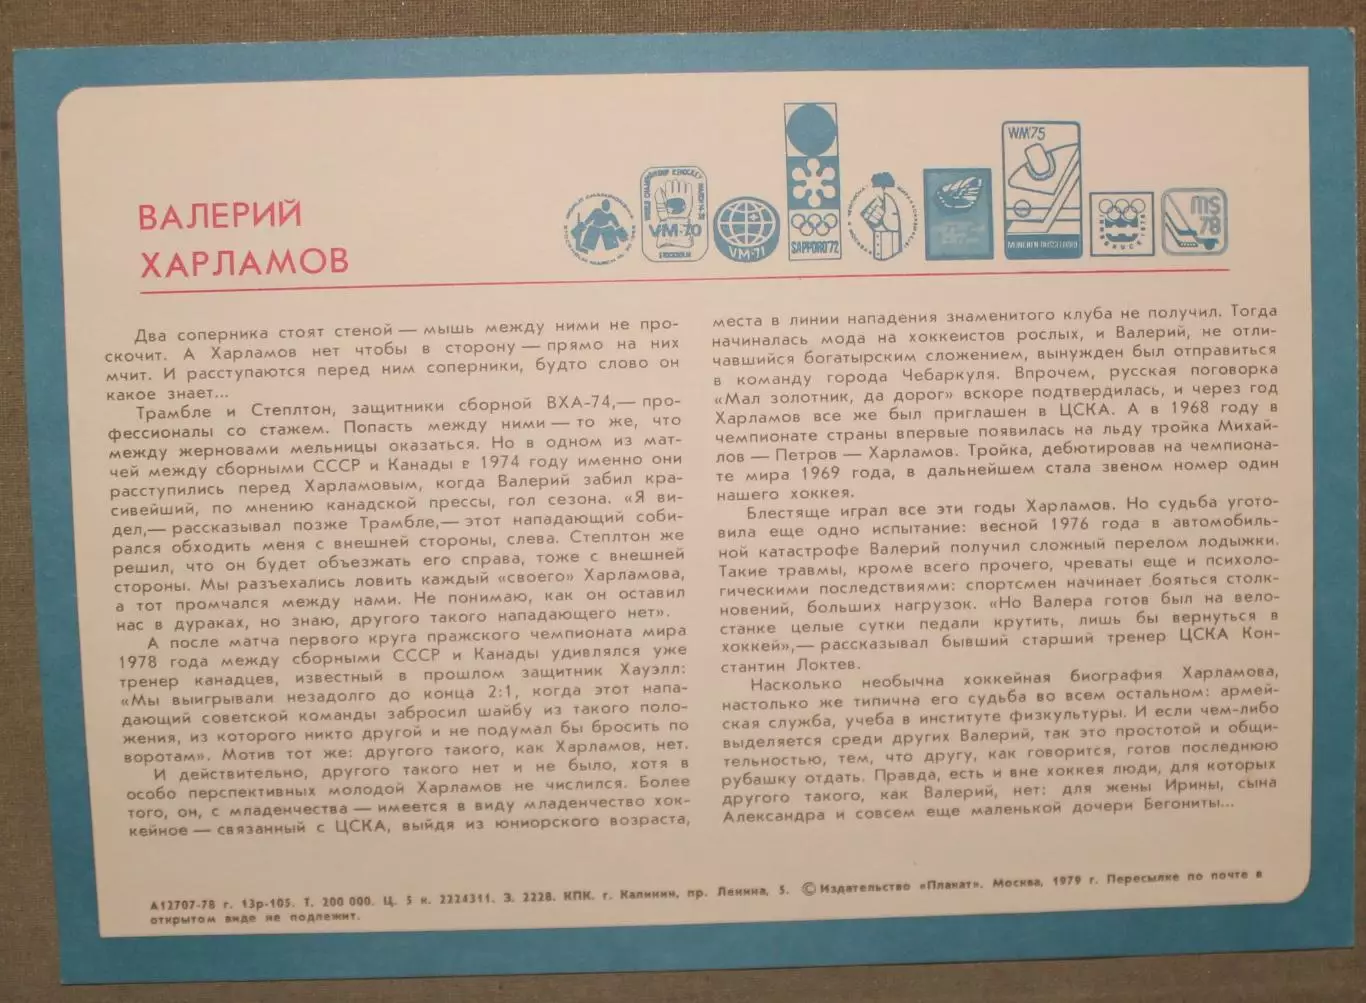 ВАЛЕРИЙ
ХАРЛАМОВ
VM-70
STOCKHOLM
VM-71
SAPPORO'72
WM'75
MÜNCHEN DÜSSELDORF
MS
78
Два соперника стоят стеной — мышь между ними не про-
скочит. А Харламов нет чтобы в сторону — прямо на них
мчит. И расступаются перед ним соперники, будто слово он
какое знает...
Трамбле и Степлтон, защитники сборной ВХА-74,— про-
фессионалы со стажем. Попасть между ними — то же, что
между жерновами мельницы оказаться. Но в одном из мат-
чей между сборными СССР и Канады в 1974 году именно они
расступились перед Харламовым, когда Валерий забил кра-
сивейший, по мнению канадской прессы, гол сезона. «Я ви-
дел,— рассказывал позже Трамбле,— этот нападающий соби-
рался обходить меня с внешней стороны, слева. Степлтон же
решил, что он будет объезжать его справа, тоже с внешней
стороны. Мы разъехались ловить каждый «своего» Харламова,
а тот промчался между нами. Не понимаю, как он оставил
нас в дураках, но знаю, другого такого нападающего нет».
А после матча первого круга пражского чемпионата мира
1978 года между сборными СССР и Канады удивлялся уже
тренер канадцев, известный в прошлом защитник Хауэлл:
«Мы выигрывали незадолго до конца 2:1, когда этот напа-
дающий советской команды забросил шайбу из такого поло-
жения, из которого никто другой и не подумал бы бросить по
воротам». Мотив тот же: другого такого, как Харламов, нет.
И действительно, другого такого нет и не было, хотя в
особо перспективных молодой Харламов не числился. Более
того, он, с младенчества — имеется в виду младенчество хок-
кейное — связанный с ЦСКА, выйдя из юниорского возраста,
места в линии нападения знаменитого клуба не получил. Тогда
начиналась мода на хоккеистов рослых, и Валерий, не отли-
чавшийся богатырским сложением, вынужден был отправиться
в команду города Чебаркуля. Впрочем, русская поговорка
«Мал золотник, да дорог» вскоре подтвердилась, и через год
Харламов все же был приглашен в ЦСКА. А в 1968 году в
чемпионате страны впервые появилась на льду тройка Михай-
лов — Петров — Харламов. Тройка, дебютировав на чемпиона-
те мира 1969 года, в дальнейшем стала звеном номер один
нашего хоккея.
Блестяще играл все эти годы Харламов. Но судьба угото-
вила еще одно испытание: весной 1976 года в автомобиль-
ной катастрофе Валерий получил сложный перелом лодыжки.
Такие травмы, кроме всего прочего, чреваты еще и психоло-
гическими последствиями: спортсмен начинает бояться столк-
новений, больших нагрузок. «Но Валера готов был на вело-
станке целые сутки педали крутить, лишь бы вернуться в
хоккей»,— рассказывал бывший старший тренер ЦСКА Кон-
стантин Локтев.
Насколько необычна хоккейная биография Харламова,
настолько же типична его судьба во всем остальном: армей-
ская служба, учеба в институте физкультуры. И если чем-либо
выделяется среди других Валерий, так это простотой и общи-
тельностью, тем, что другу, как говорится, готов последнюю
рубашку отдать. Правда, есть и вне хоккея люди, для которых
другого такого, как Валерий, нет: для жены Ирины, сына
Александра и совсем еще маленькой дочери Бегониты...
А12707-78 г. 13р-105. Т. 200 000. Ц. 5 к. 2224311. З. 2228. КПК. г. Калинин, пр. Ленина, 5. © Издательство «Плакат». Москва, 1979 г. Пересылке по почте в
открытом виде не подлежит.